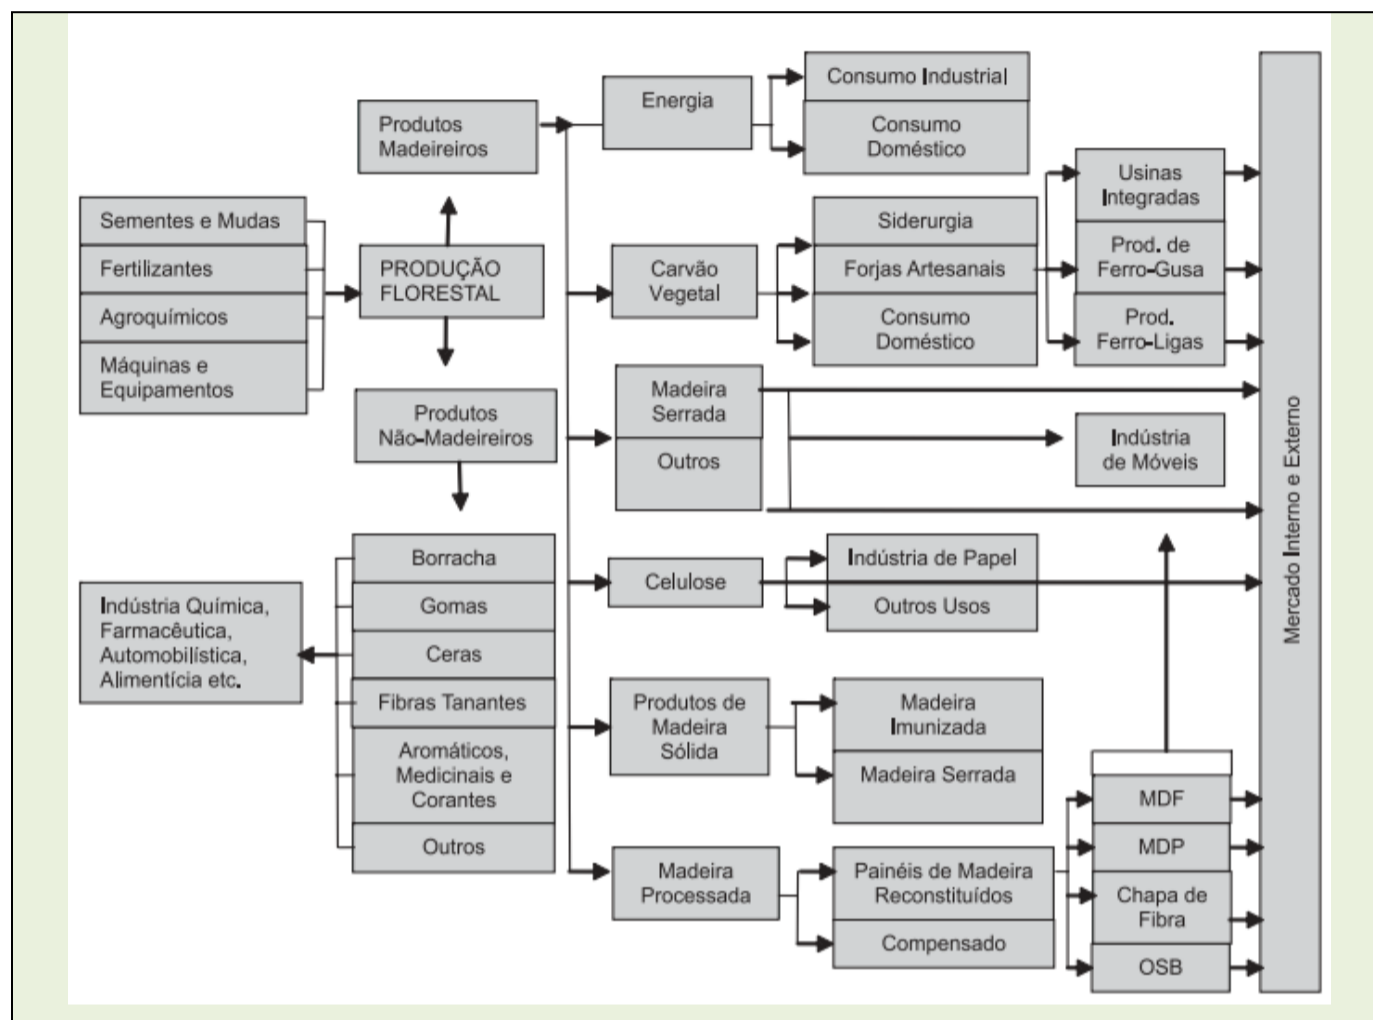 Sementes e Mudas
Fertilizantes
Agroquímicos
Máquinas e
Equipamentos
PRODUÇÃO
FLORESTAL
Produtos
Madeireiros
Produtos
Não-Madeireiros
Borracha
Gomas
Ceras
Fibras Tanantes
Aromáticos,
Medicinais e
Corantes
Outros
Indústria Química,
Farmacêutica,
Automobilística,
Alimentícia etc.
Energia
Consumo Industrial
Consumo
Doméstico
Carvão
Vegetal
Siderurgia
Forjas Artesanais
Consumo
Doméstico
Usinas
Integradas
Prod. de
Ferro-Gusa
Prod.
Ferro-Ligas
Madeira
Serrada
Outros
Indústria
de Móveis
Celulose
Indústria de Papel
Outros Usos
Produtos de
Madeira
Sólida
Madeira
Imunizada
Madeira Serrada
Madeira
Processada
Painéis de Madeira
Reconstituídos
Compensado
MDF
MDP
Chapa de
Fibra
OSB
Mercado Interno e Externo